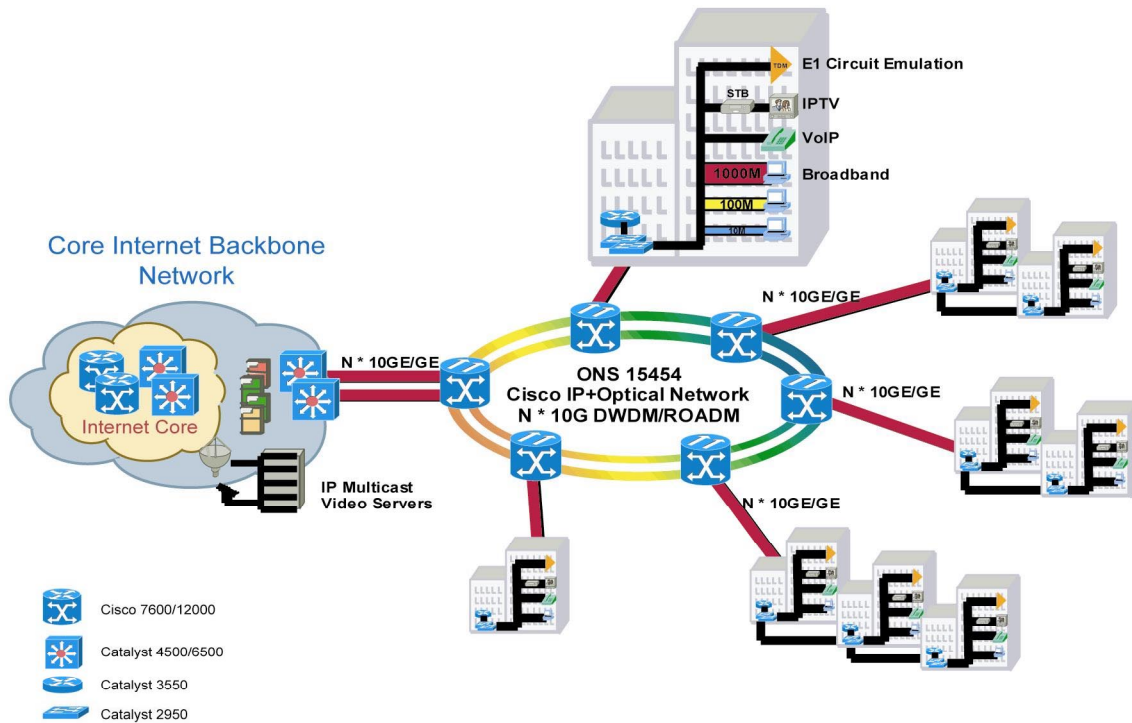 TDM
E1 Circuit Emulation
STB
IPTV
VoIP
1000M
Broadband
100M
10M
Core Internet Backbone
Network
N * 10GE/GE
N * 10GE/GE
ONS 15454
Cisco IP+Optical Network
N * 10G DWDM/ROADM
N * 10GE/GE
Internet Core
IP Multicast
Video Servers
N * 10GE/GE
Cisco 7600/12000
Catalyst 4500/6500
Catalyst 3550
Catalyst 2950